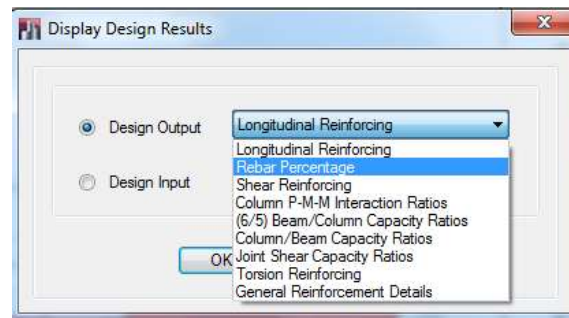 Display Design Results
Design Output
Longitudinal Reinforcing
Longitudinal Reinforcing
Rebar Percentage
Shear Reinforcing
Design Input
Column P-M-M Interaction Ratios
(6/5) Beam/Column Capacity Ratios
Column/Beam Capacity Ratios
OK
Joint Shear Capacity Ratios
Torsion Reinforcing
General Reinforcement Details